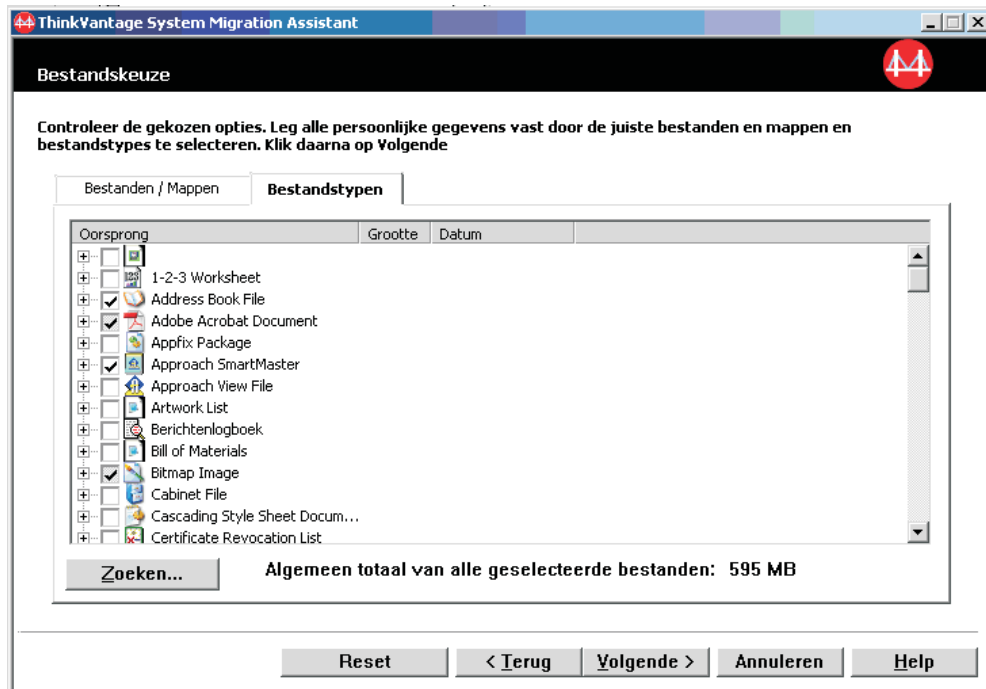 ThinkVantage System Migration Assistant
Bestandskeuze
Controleer de gekozen opties. Leg alle persoonlijke gegevens vast door de juiste bestanden en mappen en
bestandstypes te selecteren. Klik daarna op Volgende
Bestanden / Mappen
Bestandstypen
Oorsprong Grootte Datum
1-2-3 Worksheet
Address Book File
Adobe Acrobat Document
Appfix Package
Approach SmartMaster
Approach View File
Artwork List
Berichtenlogboek
Bill of Materials
Bitmap Image
Cabinet File
Cascading Style Sheet Docum...
Certificate Revocation List
Zoeken...
Algemeen totaal van alle geselecteerde bestanden: 595 MB
Reset
< Terug
Volgende >
Annuleren
Help